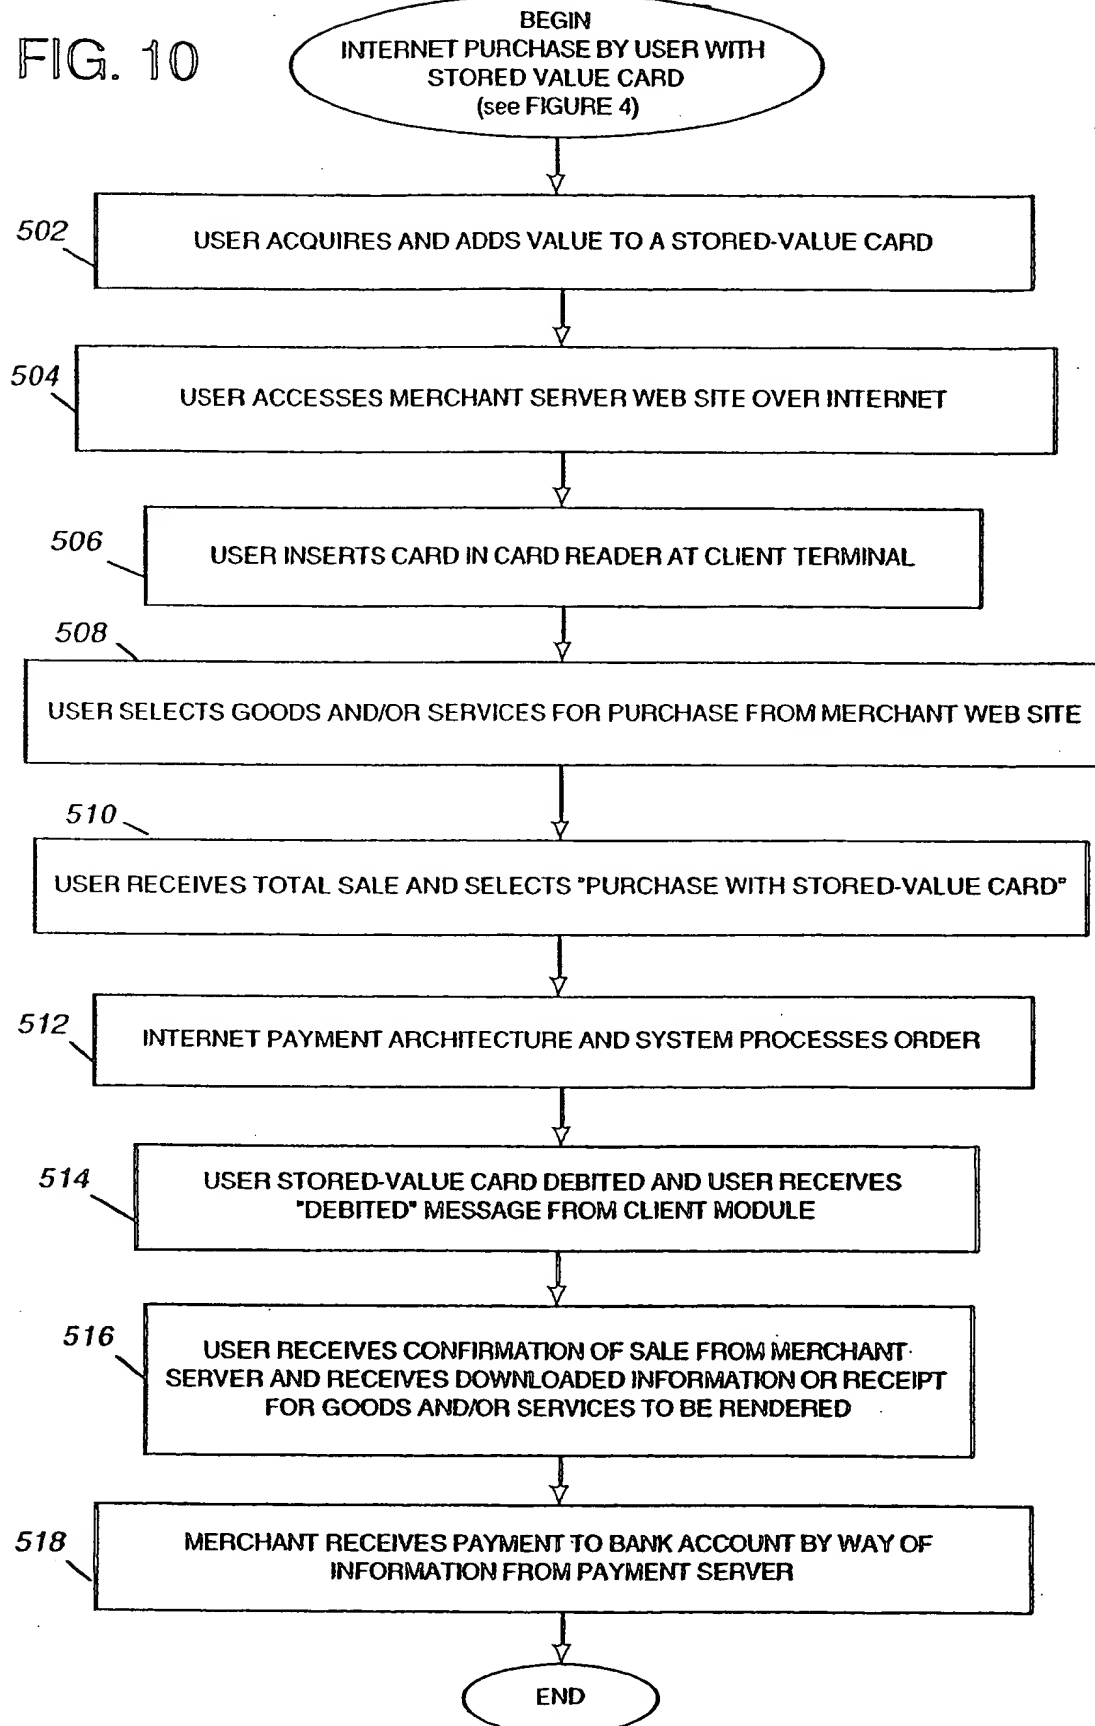 FIG. 10
BEGIN
INTERNET PURCHASE BY USER WITH
STORED VALUE CARD
(see FIGURE 4)
502
USER ACQUIRES AND ADDS VALUE TO A STORED-VALUE CARD
504
USER ACCESSES MERCHANT SERVER WEB SITE OVER INTERNET
506
USER INSERTS CARD IN CARD READER AT CLIENT TERMINAL
508
USER SELECTS GOODS AND/OR SERVICES FOR PURCHASE FROM MERCHANT WEB SITE
510
USER RECEIVES TOTAL SALE AND SELECTS "PURCHASE WITH STORED-VALUE CARD"
512
INTERNET PAYMENT ARCHITECTURE AND SYSTEM PROCESSES ORDER
514
USER STORED-VALUE CARD DEBITED AND USER RECEIVES
"DEBITED" MESSAGE FROM CLIENT MODULE
516
USER RECEIVES CONFIRMATION OF SALE FROM MERCHANT
SERVER AND RECEIVES DOWNLOADED INFORMATION OR RECEIPT
FOR GOODS AND/OR SERVICES TO BE RENDERED
518
MERCHANT RECEIVES PAYMENT TO BANK ACCOUNT BY WAY OF
INFORMATION FROM PAYMENT SERVER
END